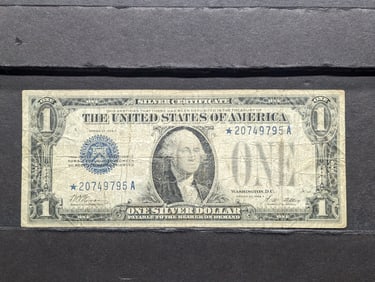 SILVER CERTIFICATE
THE UNITED STATES OF AMERICA
1 1
★20749795A
ONE
★20749795A
WASHINGTON, D.C.
ONE SILVER DOLLAR
1 1
PAYABLE TO THE BEARER ON DEMAND